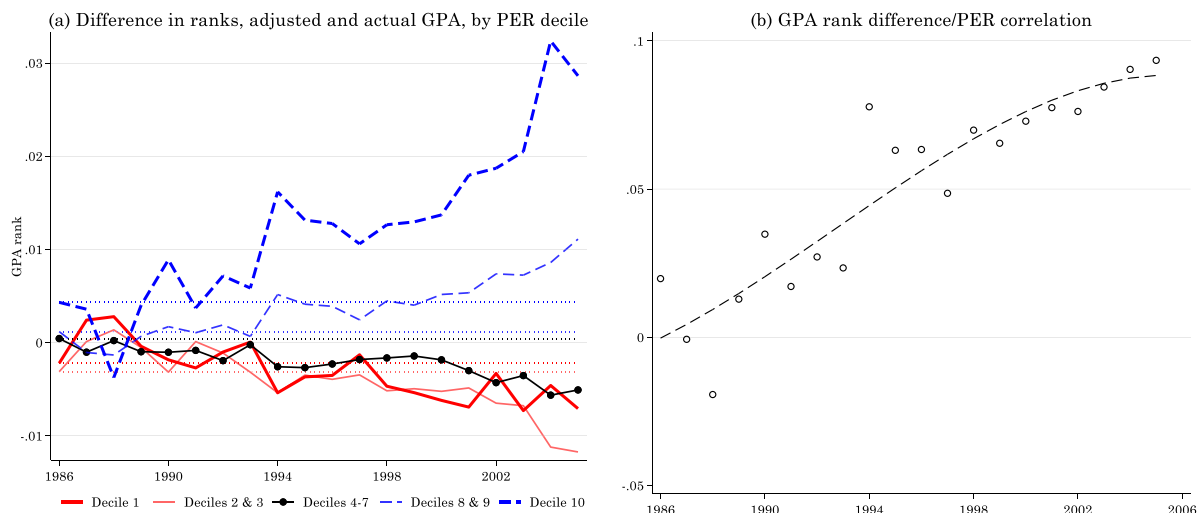 (a) Difference in ranks, adjusted and actual GPA, by PER decile
GPA rank
.03
.02
.01
0
-.01
1986 1990 1994 1998 2002
Decile 1 Deciles 2 & 3 Deciles 4-7 Deciles 8 & 9 Decile 10
(b) GPA rank difference/PER correlation
.1
.05
0
-.05
1986 1990 1994 1998 2002 2006